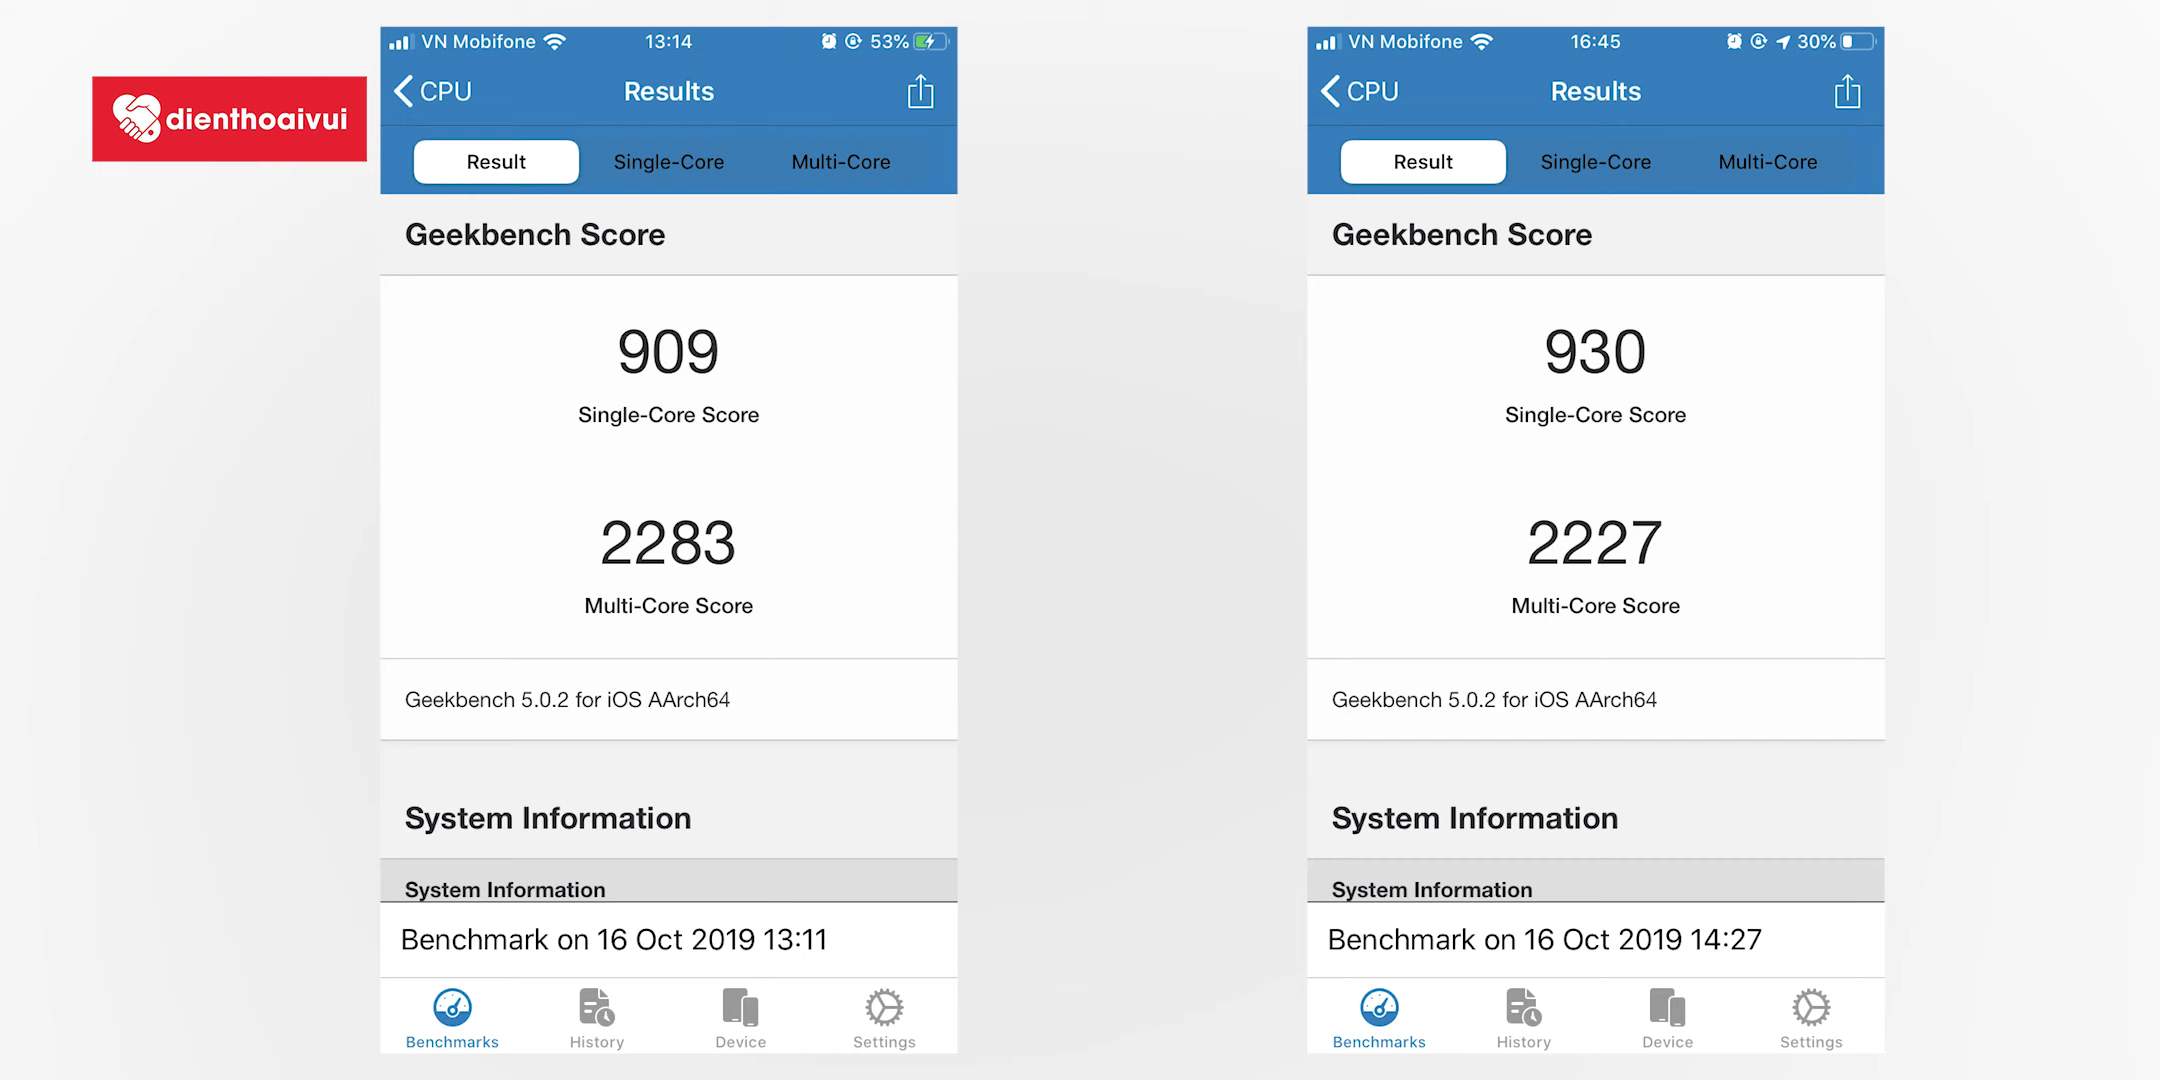 dienthoaivui
VN Mobifone 13:14 53%
CPU Results
Result Single-Core Multi-Core
Geekbench Score
909
Single-Core Score
2283
Multi-Core Score
Geekbench 5.0.2 for iOS AArch64
System Information
System Information
Benchmark on 16 Oct 2019 13:11
Benchmarks History Device Settings
VN Mobifone 16:45 30%
CPU Results
Result Single-Core Multi-Core
Geekbench Score
930
Single-Core Score
2227
Multi-Core Score
Geekbench 5.0.2 for iOS AArch64
System Information
System Information
Benchmark on 16 Oct 2019 14:27
Benchmarks History Device Settings